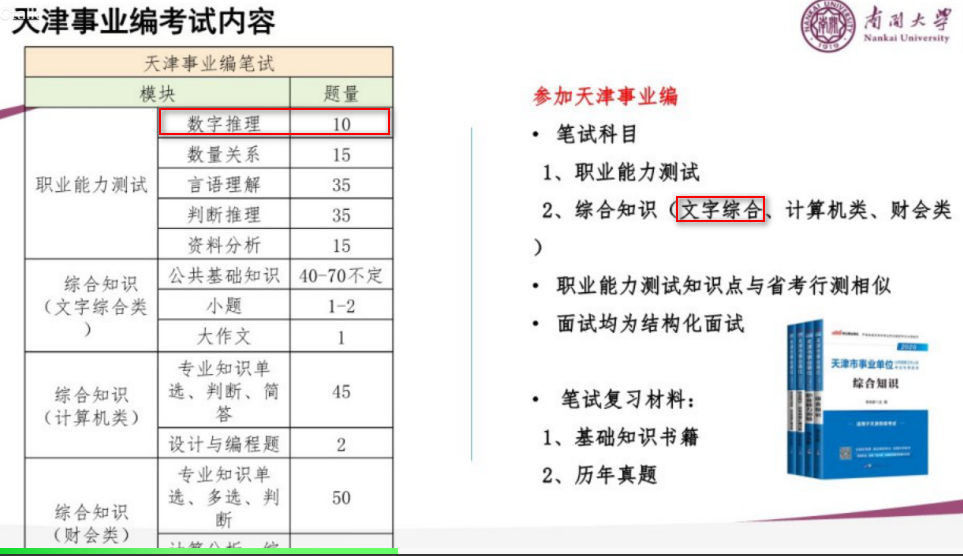 天津事业编考试内容
南开大学
Nankai University
NANKAI UNIVERSITY
1919
天津事业编笔试
模块 题量
职业能力测试
数字推理 10
数量关系 15
言语理解 35
判断推理 35
资料分析 15
综合知识
(文字综合类
)
公共基础知识 40-70不定
小题 1-2
大作文 1
综合知识
(计算机类)
专业知识单
选、判断、简
答
45
设计与编程题 2
综合知识
(财会类)
专业知识单
选、多选、判
断
50
参加天津事业编
• 笔试科目
1、职业能力测试
2、综合知识(文字综合、计算机类、财会类
)
• 职业能力测试知识点与省考行测相似
• 面试均为结构化面试
• 笔试复习材料:
1、基础知识书籍
2、历年真题
天津市事业单位
综合知识